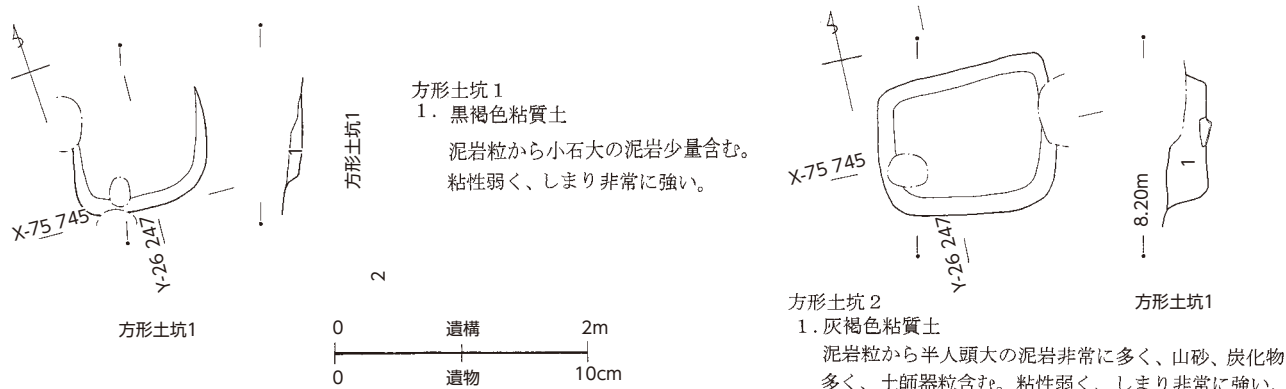 方形土坑1
1. 黒褐色粘質土
泥岩粒から小石大の泥岩少量含む。
粘性弱く、しまり非常に強い。
方形土坑1
1
X-75 745
Y-26 247
方形土坑1
2
0 遺構 2m
0 遺物 10cm
X-75 745
Y-26 247
8.20m
1
方形土坑1
方形土坑2
1. 灰褐色粘質土
泥岩粒から半人頭大の泥岩非常に多く、山砂、炭化物
多く、土師器粒含む。粘性弱く、しまり非常に強い。